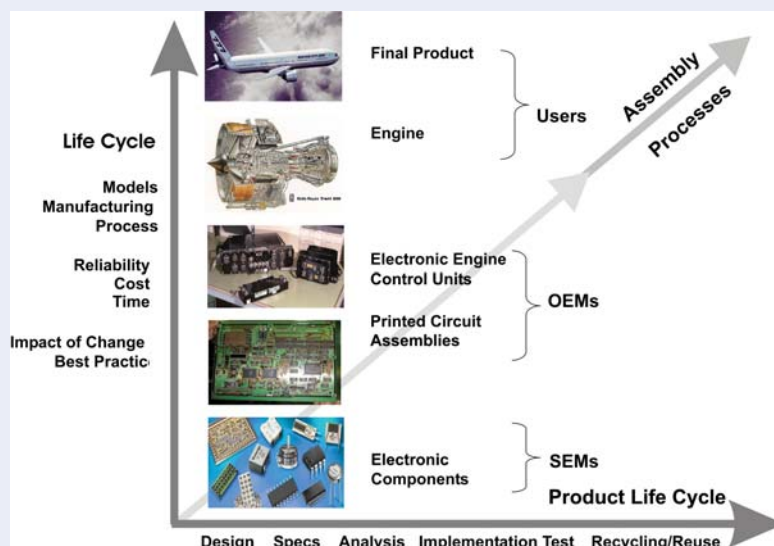 Final Product
Engine
Users
Assembly
Processes
Life Cycle
Models
Manufacturing
Process
Reliability
Cost
Time
Impact of Change
Best Practic
Electronic Engine
Control Units
Printed Circuit
Assemblies
OEMs
Electronic
Components
SEMs
Product Life Cycle
Design Specs Analysis Implementation Test Recycling/Reuse